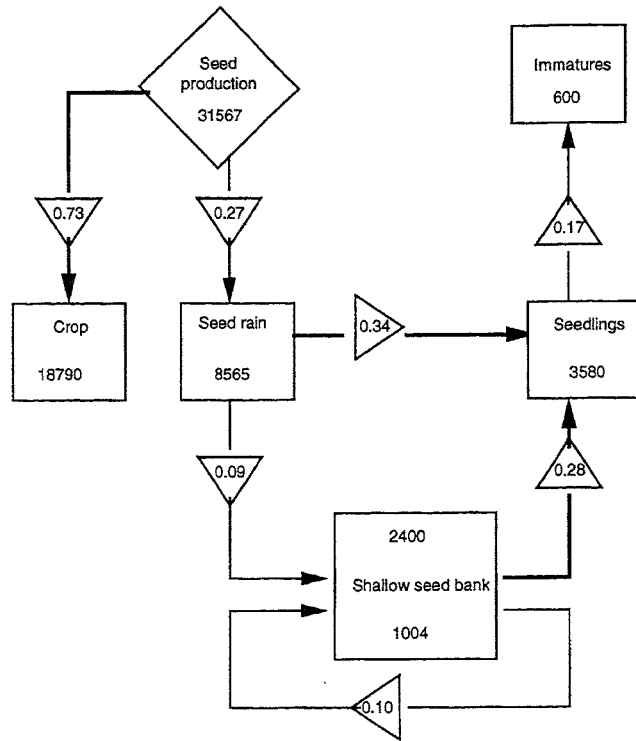 Seed
production
31567
Immatures
600
0.73
0.27
0.17
Crop
18790
Seed rain
8565
0.34
Seedlings
3580
0.09
0.28
2400
Shallow seed bank
1004
0.10